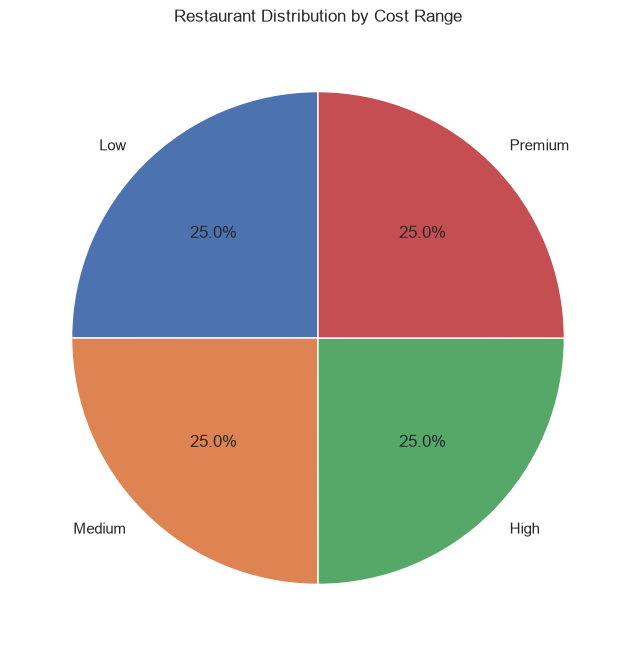 Restaurant Distribution by Cost Range
Low
Premium
25.0%
25.0%
25.0%
25.0%
Medium
High